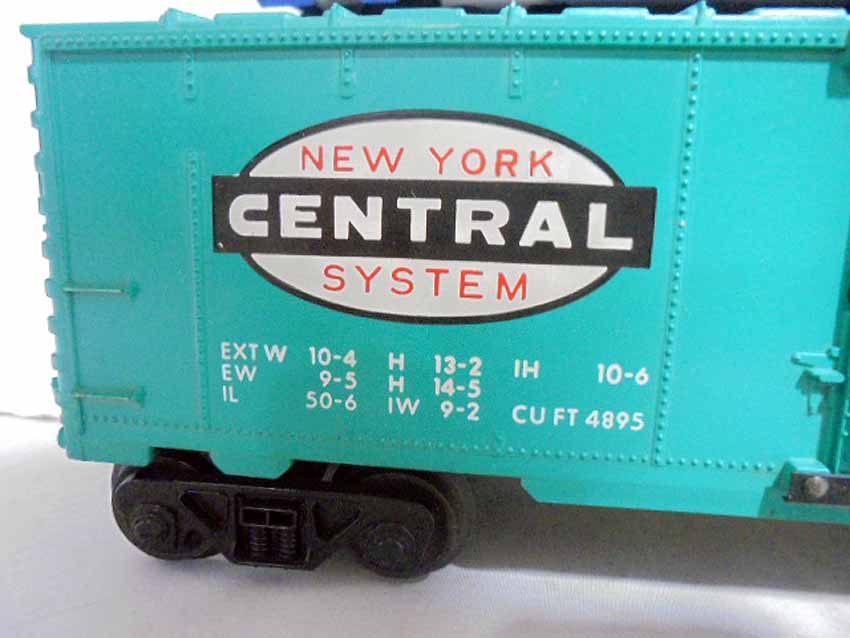 NEW YORK
CENTRAL
SYSTEM
EXT W 10-4 H 13-2 IH 10-6
EW 9-5 H 14-5
IL 50-6 IW 9-2 CU FT 4895